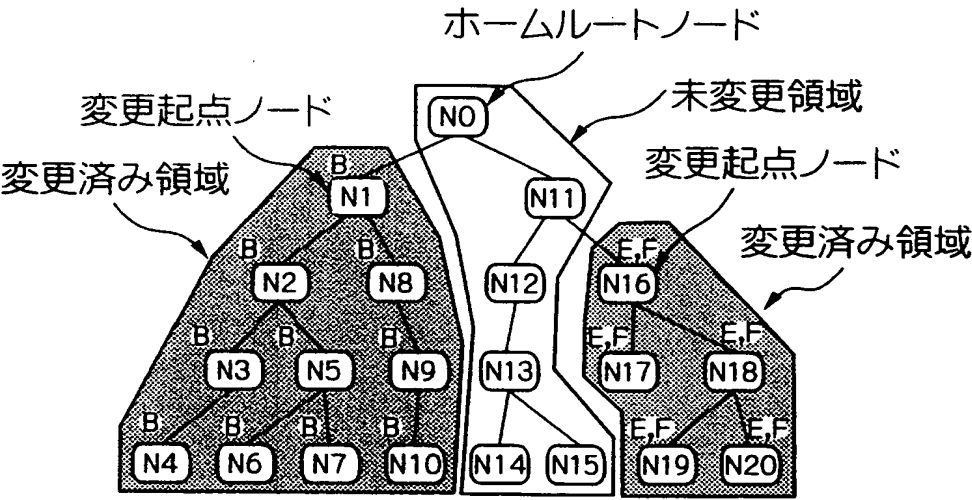 ホームルートノード
変更起点ノード
N0
未変更領域
変更済み領域
B
N1
N11
変更起点ノード
変更済み領域
B
B
E,F
N2
N8
N12
N16
B
B
B
E,F
E,F
N3
N5
N9
N13
N17
N18
B
B
B
B
E,F
E,F
N4
N6
N7
N10
N14
N15
N19
N20